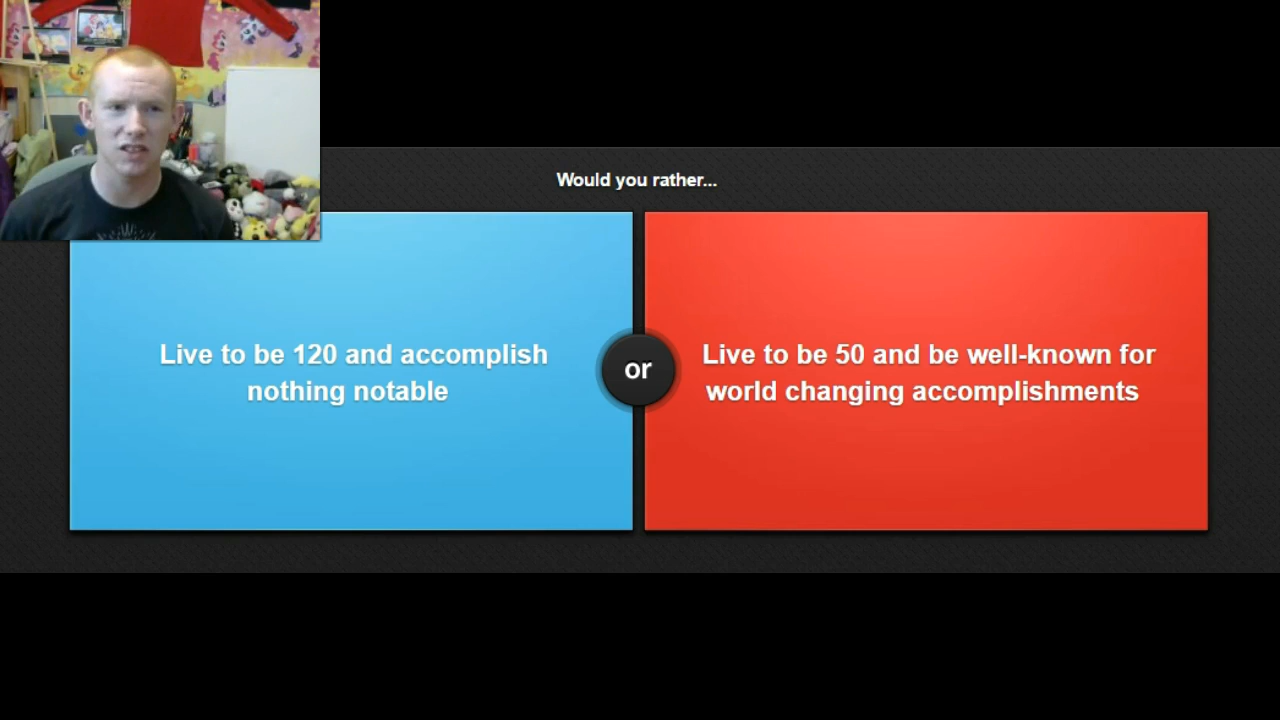 Would you rather...
Live to be 120 and accomplish
nothing notable
or
Live to be 50 and be well-known for
world changing accomplishments